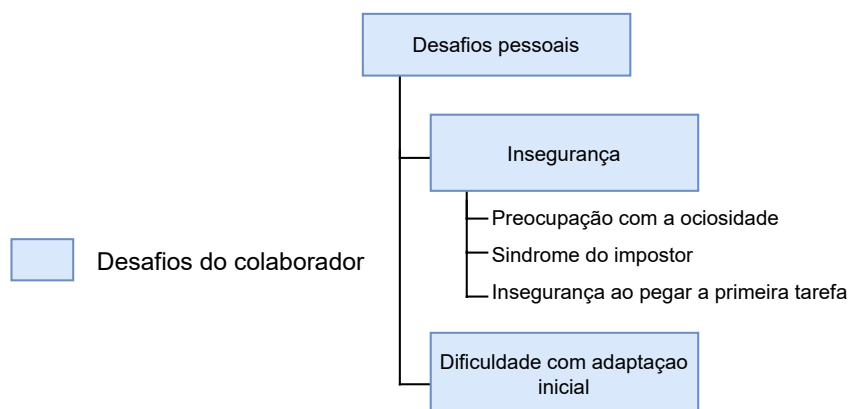 Desafios pessoais
Insegurança
Preocupação com a ociosidade
Sindrome do impostor
Insegurança ao pegar a primeira tarefa
Desafios do colaborador
Dificuldade com adaptaçao
inicial